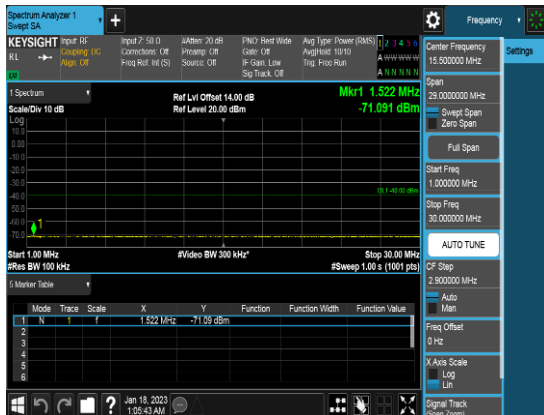 Spectrum Analyzer 1
Swept SA
+
Frequency
KEYSIGHT
RL
Input: RF
Coupling: DC
Align: Off
Input Z: 50 Ω
Corrections: Off
Freq Ref: Int (S)
#Atten: 20 dB
Preamp: Off
Source: Off
PNO: Best Wide
Gate: Off
IF Gain: Low
Sig Track: Off
Avg Type: Power (RMS)
Avg|Hold: 10/10
Trig: Free Run
1 2 3 4 5 6
A W W W W W
A N N N N N
1 Spectrum
Scale/Div 10 dB
Ref Lvl Offset 14.00 dB
Ref Level 20.00 dBm
Mkr1 1.522 MHz
-71.091 dBm
Log
10.0
0.00
-10.0
-20.0
-30.0
-40.0
-50.0
-60.0
-70.0
1
Start 1.00 MHz
#Video BW 300 kHz*
Stop 30.00 MHz
#Res BW 100 kHz
#Sweep 1.00 s (1001 pts)
5 Marker Table
Mode Trace Scale X Y Function Function Width Function Value
1 N 1 f 1.522 MHz -71.09 dBm
2
3
4
5
6
Jan 18, 2023
1:05:43 AM
Center Frequency
15.500000 MHz
Settings
Span
29.0000000 MHz
Swept Span
Zero Span
Full Span
Start Freq
1.000000 MHz
Stop Freq
30.000000 MHz
AUTO TUNE
CF Step
2.900000 MHz
Auto
Man
Freq Offset
0 Hz
X Axis Scale
Log
Lin
Signal Track
(Span Zoom)